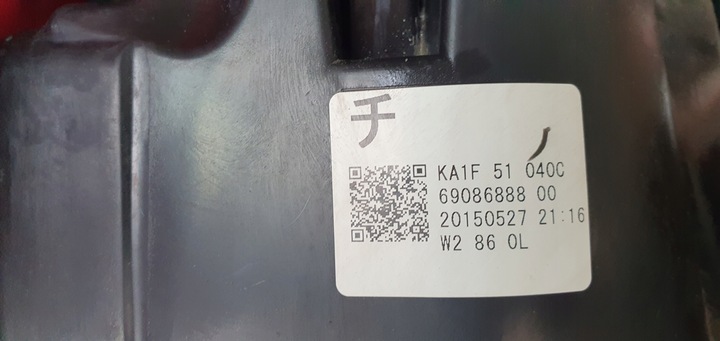 チ
KA1F 51 040C
69086888 00
20150527 21:16
W2 86 0L